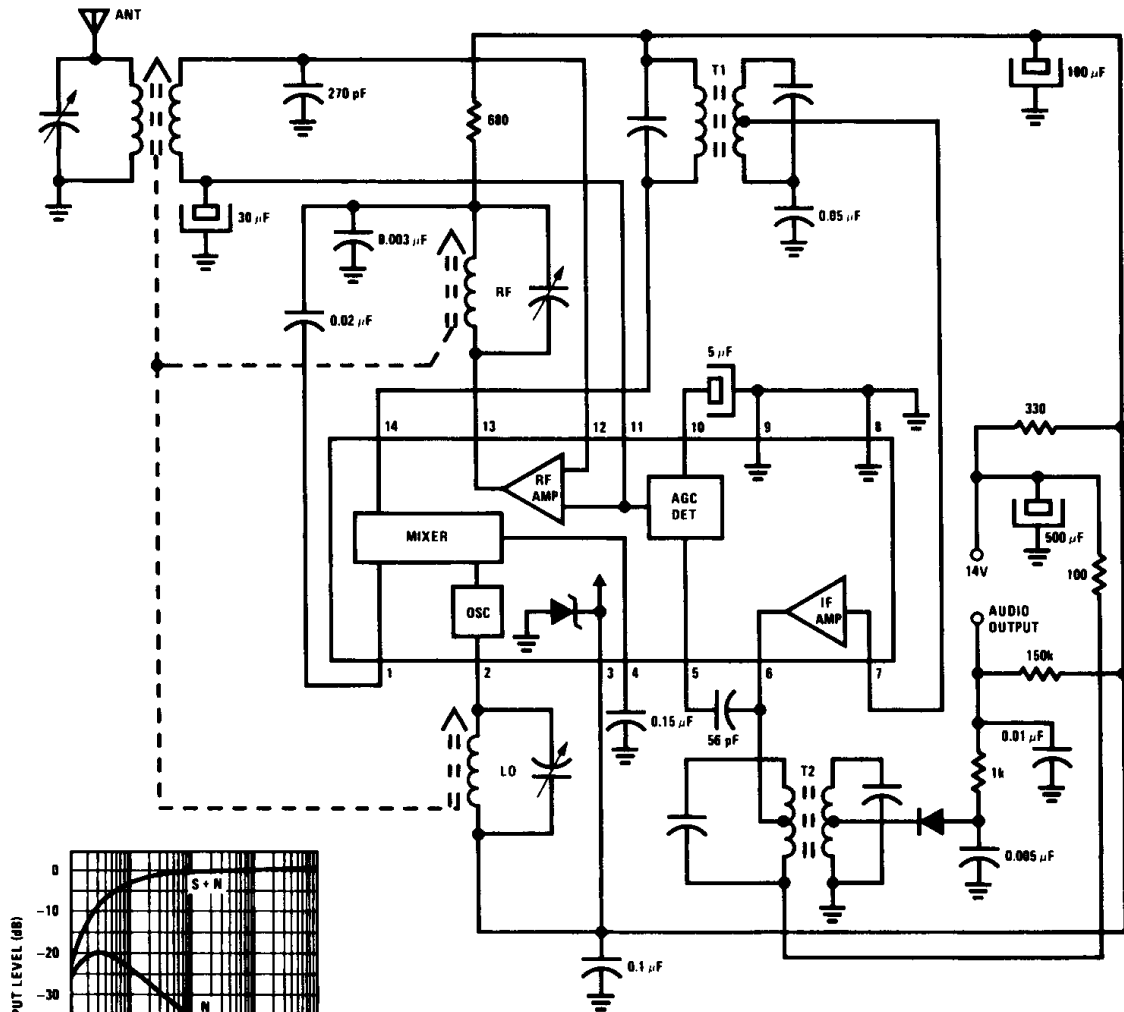 ANT
T1
100 µF
270 pF
680
30 µF
0.003 µF
0.05 µF
RF
0.02 µF
5 µF
330
14
13
12
11
10
9
8
RF
AMP
AGC
DET
MIXER
500 µF
14V
100
OSC
IF
AMP
AUDIO
OUTPUT
150k
1
2
3
4
5
6
7
0.15 µF
56 pF
0.01 µF
LO
T2
1k
0.005 µF
0
S + N
-10
-20
0.1 µF
-30
N
PUT LEVEL (dB)